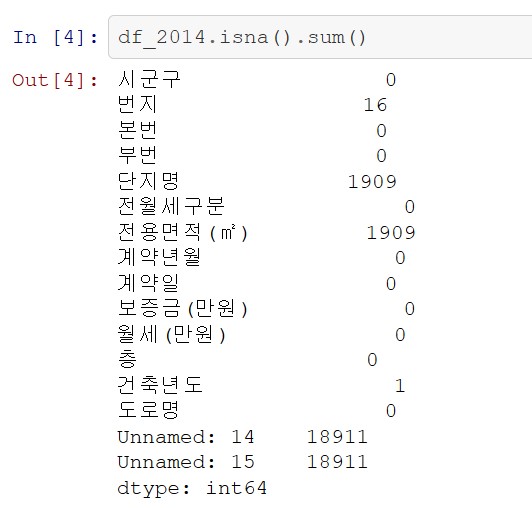 In [4]: df_2014.isna().sum()
Out[4]: 시군구 0
번지 16
본번 0
부번 0
단지명 1909
전월세구분 0
전용면적(㎡) 1909
계약년월 0
계약일 0
보증금(만원) 0
월세(만원) 0
층 0
건축년도 1
도로명 0
Unnamed: 14 18911
Unnamed: 15 18911
dtype: int64